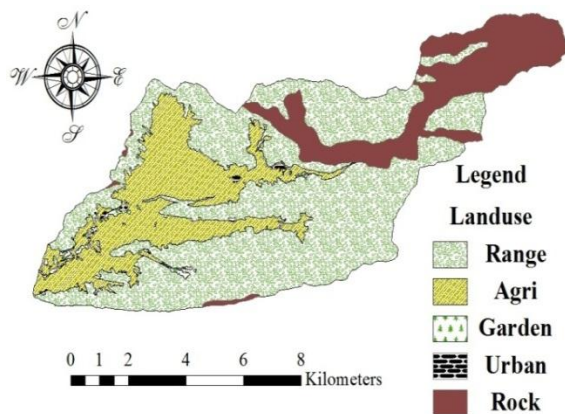 N
W E
S
Legend
Landuse
Range
Agri
Garden
Urban
Rock
0 1 2 4 6 8
Kilometers